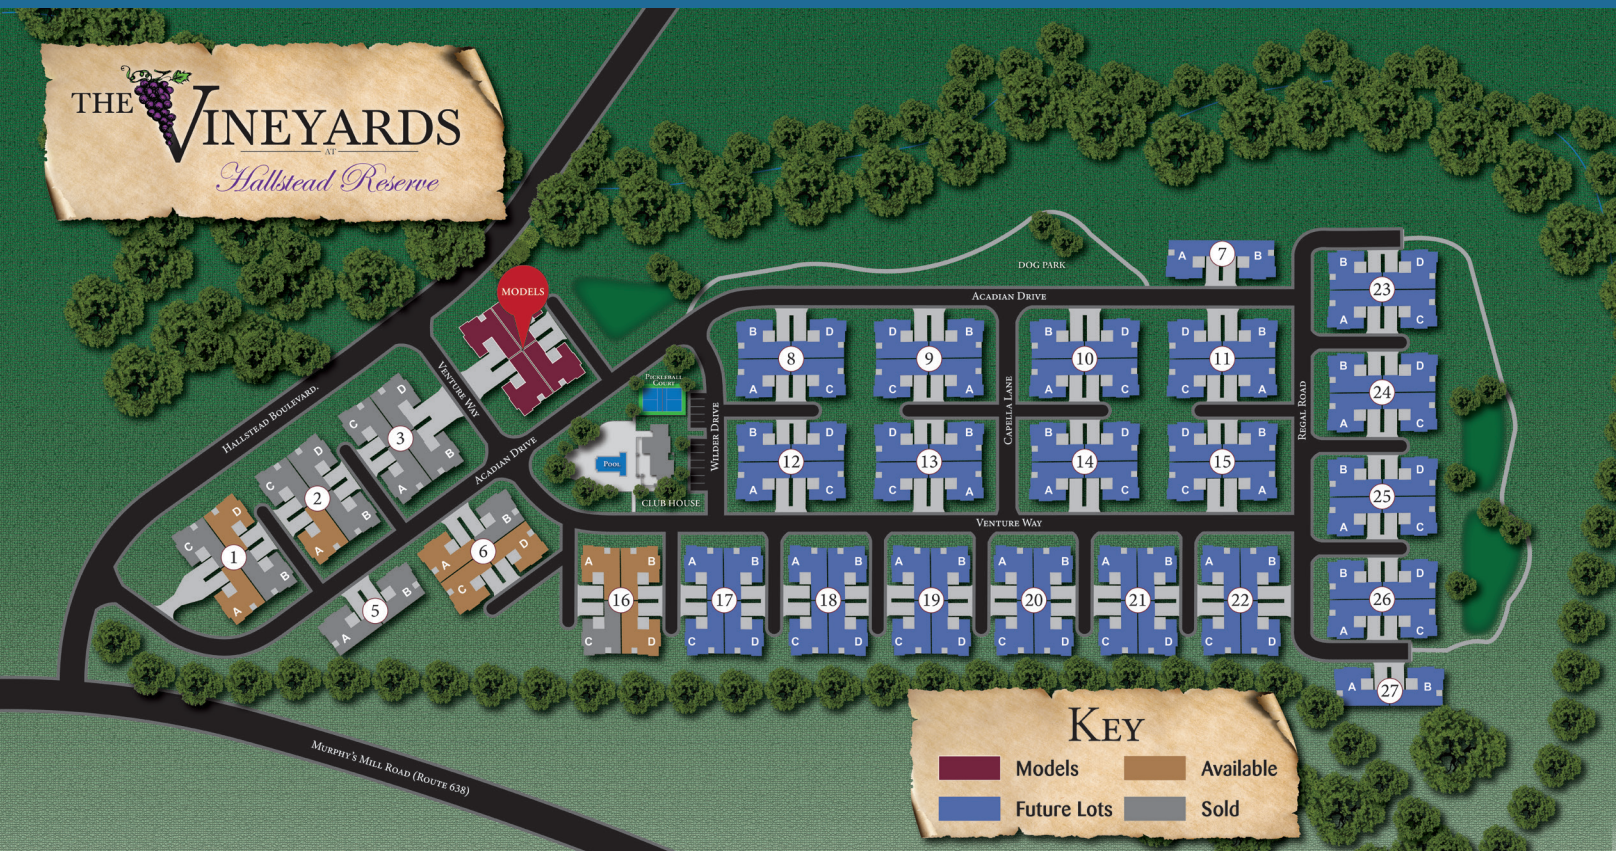 THE VINEYARDS
AT
Hallstead Reserve
MODELS
HALLSTEAD BOULEVARD.
VENTURE WAY
ACADIAN DRIVE
PICKLEBALL
COURT
POOL
CLUB HOUSE
WILDER DRIVE
DOG PARK
ACADIAN DRIVE
CAPELLA LANE
REGAL ROAD
VENTURE WAY
D
C
3
B
A
D
C
2
B
A
D
C
1
B
A
B
5
A
B
A
6
D
C
A 7 B
B D
8
A C
D B
9
C A
B D
10
A C
D B
11
C A
B D
12
A C
D B
13
C A
B D
14
A C
D B
15
C A
A B
16
C D
A B
17
C D
A B
18
C D
A B
19
C D
A B
20
C D
A B
21
C D
A B
22
C D
B D
23
A C
B D
24
A C
B D
25
A C
B D
26
A C
A 27 B
MURPHY'S MILL ROAD (ROUTE 638)
KEY
Models Available
Future Lots Sold